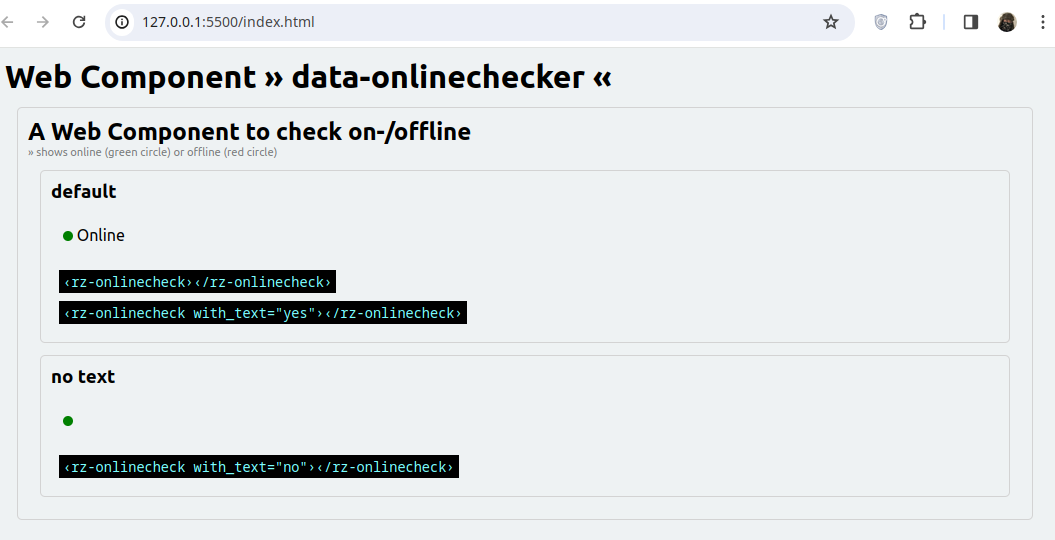 127.0.0.1:5500/index.html
Web Component » data-onlinechecker «
A Web Component to check on-/offline
» shows online (green circle) or offline (red circle)
default
Online
‹rz-onlinecheck›‹/rz-onlinecheck›
‹rz-onlinecheck with_text="yes"›‹/rz-onlinecheck›
no text
‹rz-onlinecheck with_text="no"›‹/rz-onlinecheck›